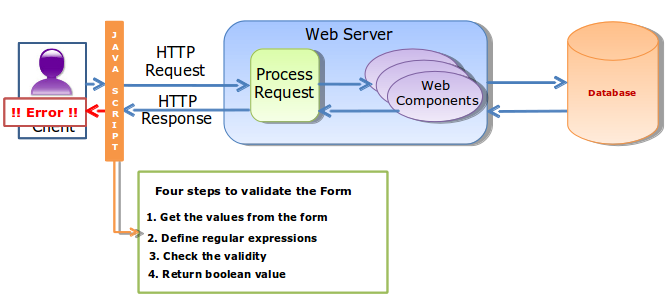 Web Server
HTTP
Request
HTTP
Response
Process
Request
Web
Components
Database
!! Error !!
Client
JAVA SCRIPT
Four steps to validate the Form
1. Get the values from the form
2. Define regular expressions
3. Check the validity
4. Return boolean value